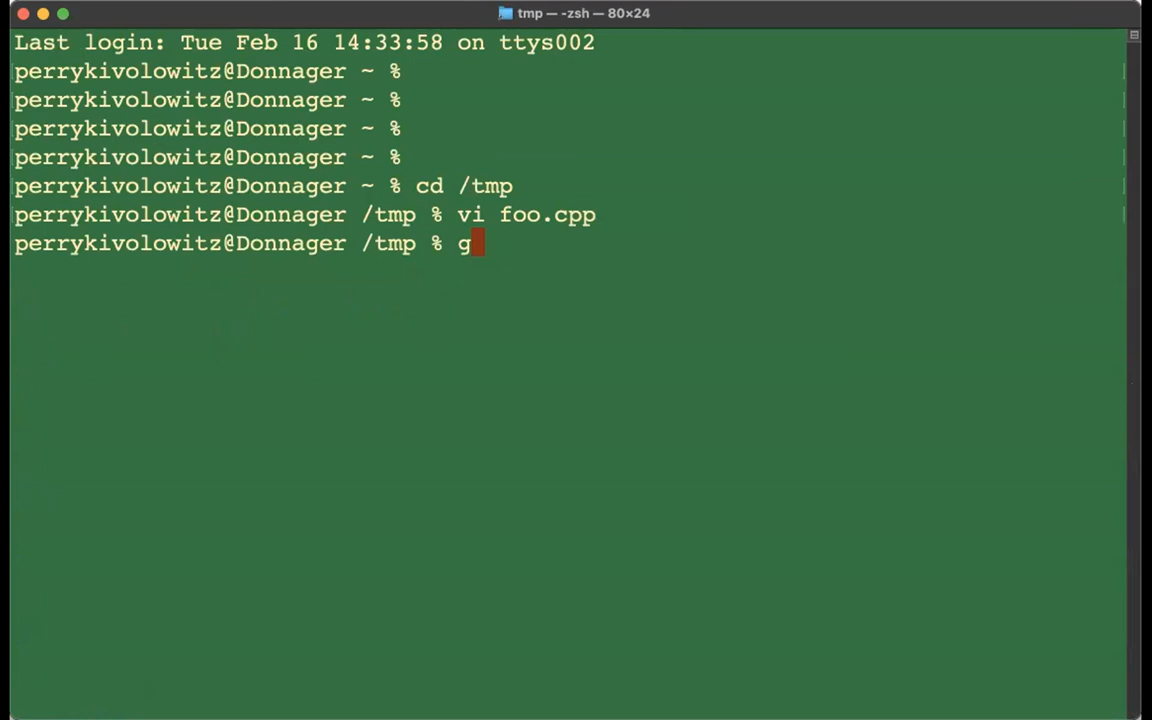 tmp — -zsh — 80×24
Last login: Tue Feb 16 14:33:58 on ttys002
perrykivolowitz@Donnager ~ %
perrykivolowitz@Donnager ~ %
perrykivolowitz@Donnager ~ %
perrykivolowitz@Donnager ~ %
perrykivolowitz@Donnager ~ % cd /tmp
perrykivolowitz@Donnager /tmp % vi foo.cpp
perrykivolowitz@Donnager /tmp % g